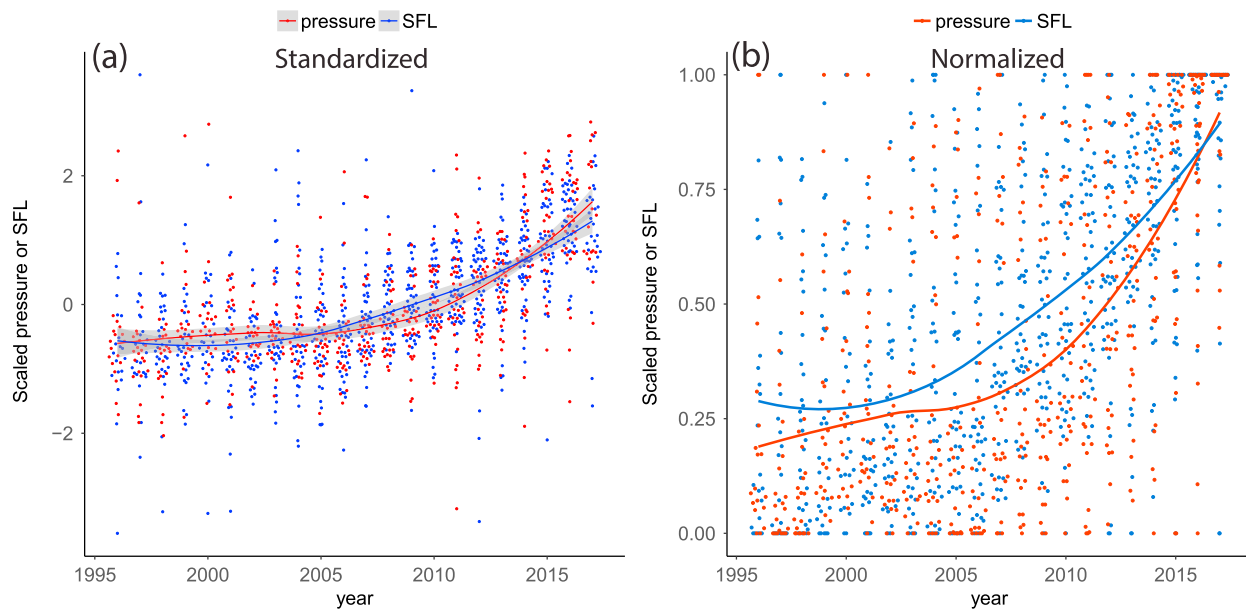 pressure SFL
(a) Standardized
Scaled pressure or SFL
2
0
−2
1995 2000 2005 2010 2015
year
pressure SFL
(b) Normalized
Scaled pressure or SFL
1.00
0.75
0.50
0.25
0.00
1995 2000 2005 2010 2015
year